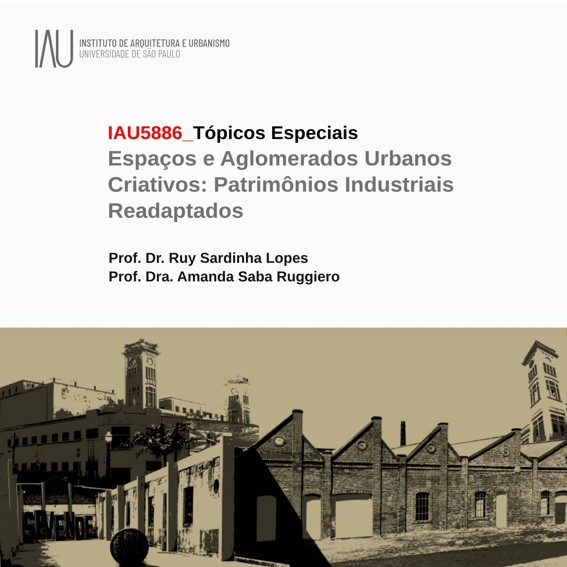 IAU
INSTITUTO DE ARQUITETURA E URBANISMO
UNIVERSIDADE DE SÃO PAULO
IAU5886_Tópicos Especiais
Espaços e Aglomerados Urbanos
Criativos: Patrimônios Industriais
Readaptados
Prof. Dr. Ruy Sardinha Lopes
Prof. Dra. Amanda Saba Ruggiero